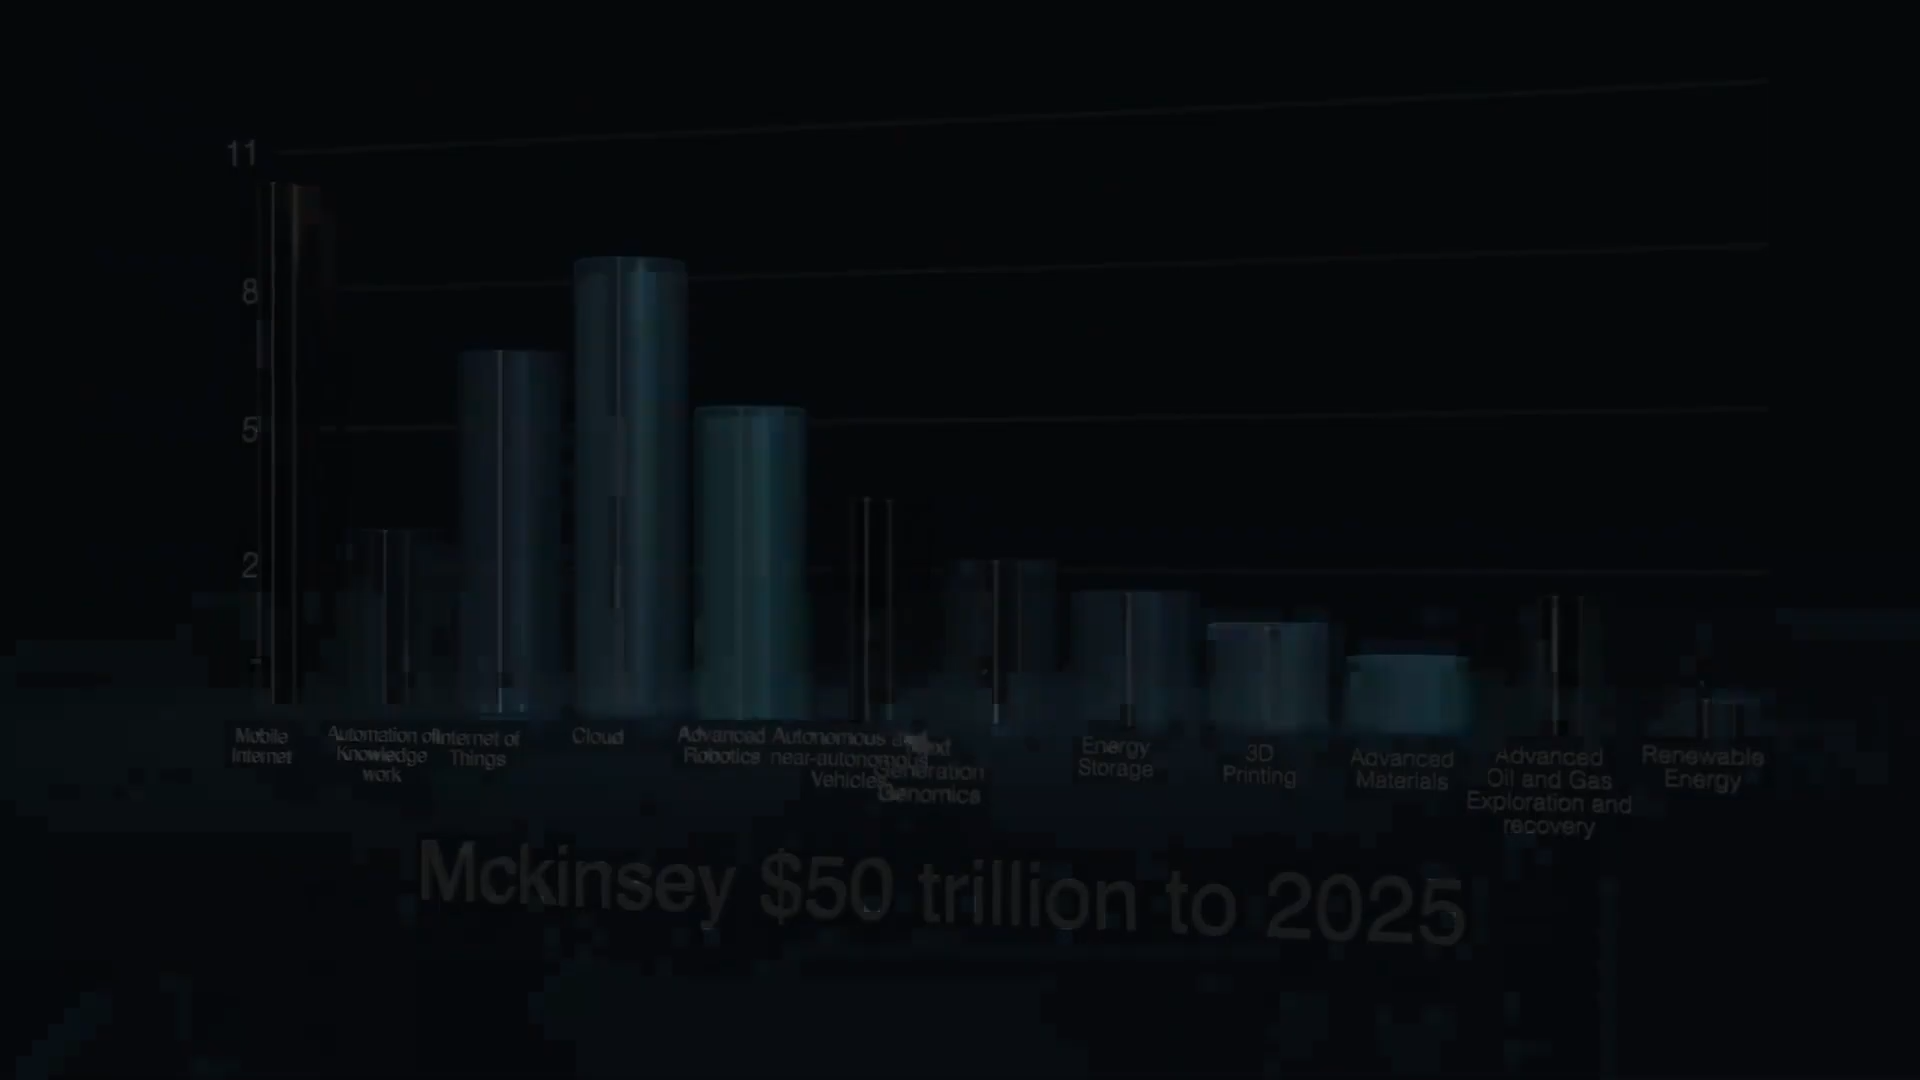 11
8
5
2
Mobile
Internet
Automation of
Knowledge
work
Internet of
Things
Cloud
Advanced
Robotics
Autonomous and
near-autonomous
Vehicles
Next
Generation
Genomics
Energy
Storage
3D
Printing
Advanced
Materials
Advanced
Oil and Gas
Exploration and
recovery
Renewable
Energy
Mckinsey $50 trillion to 2025